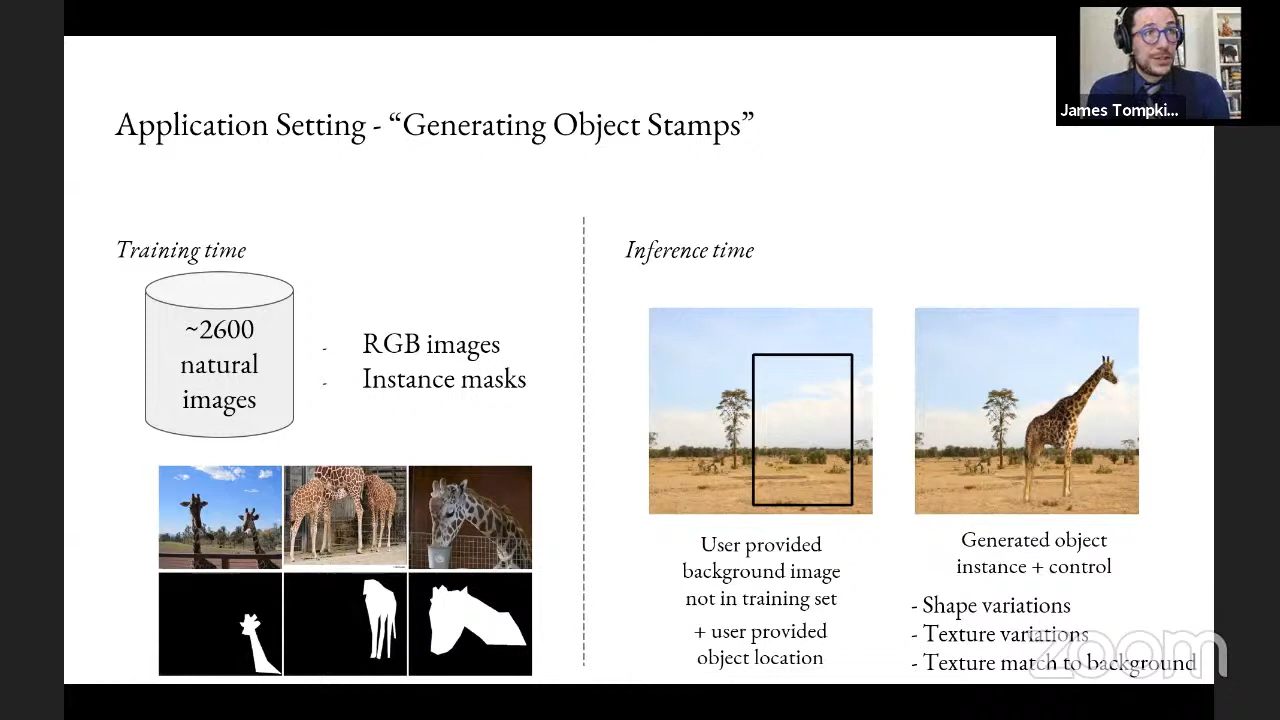 James Tompki...
Application Setting - “Generating Object Stamps”
Training time
~2600
natural
images
- RGB images
- Instance masks
Inference time
User provided
background image
not in training set
+ user provided
object location
Generated object
instance + control
- Shape variations
- Texture variations
- Texture match to background
zoom